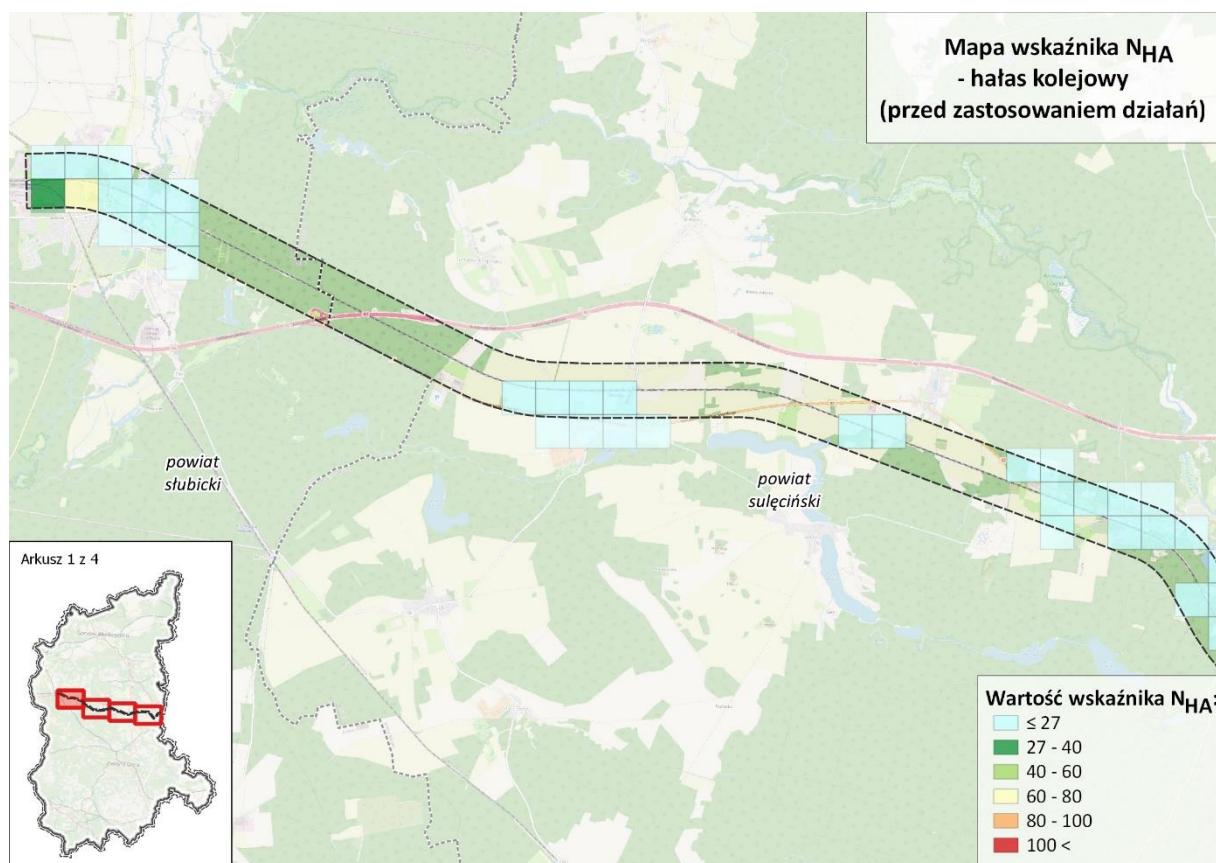 Mapa wskaźnika NHA
- hałas kolejowy
(przed zastosowaniem działań)
powiat
słubicki
powiat
sulęciński
Arkusz 1 z 4
Wartość wskaźnika NHA:
≤ 27
27 - 40
40 - 60
60 - 80
80 - 100
100 <